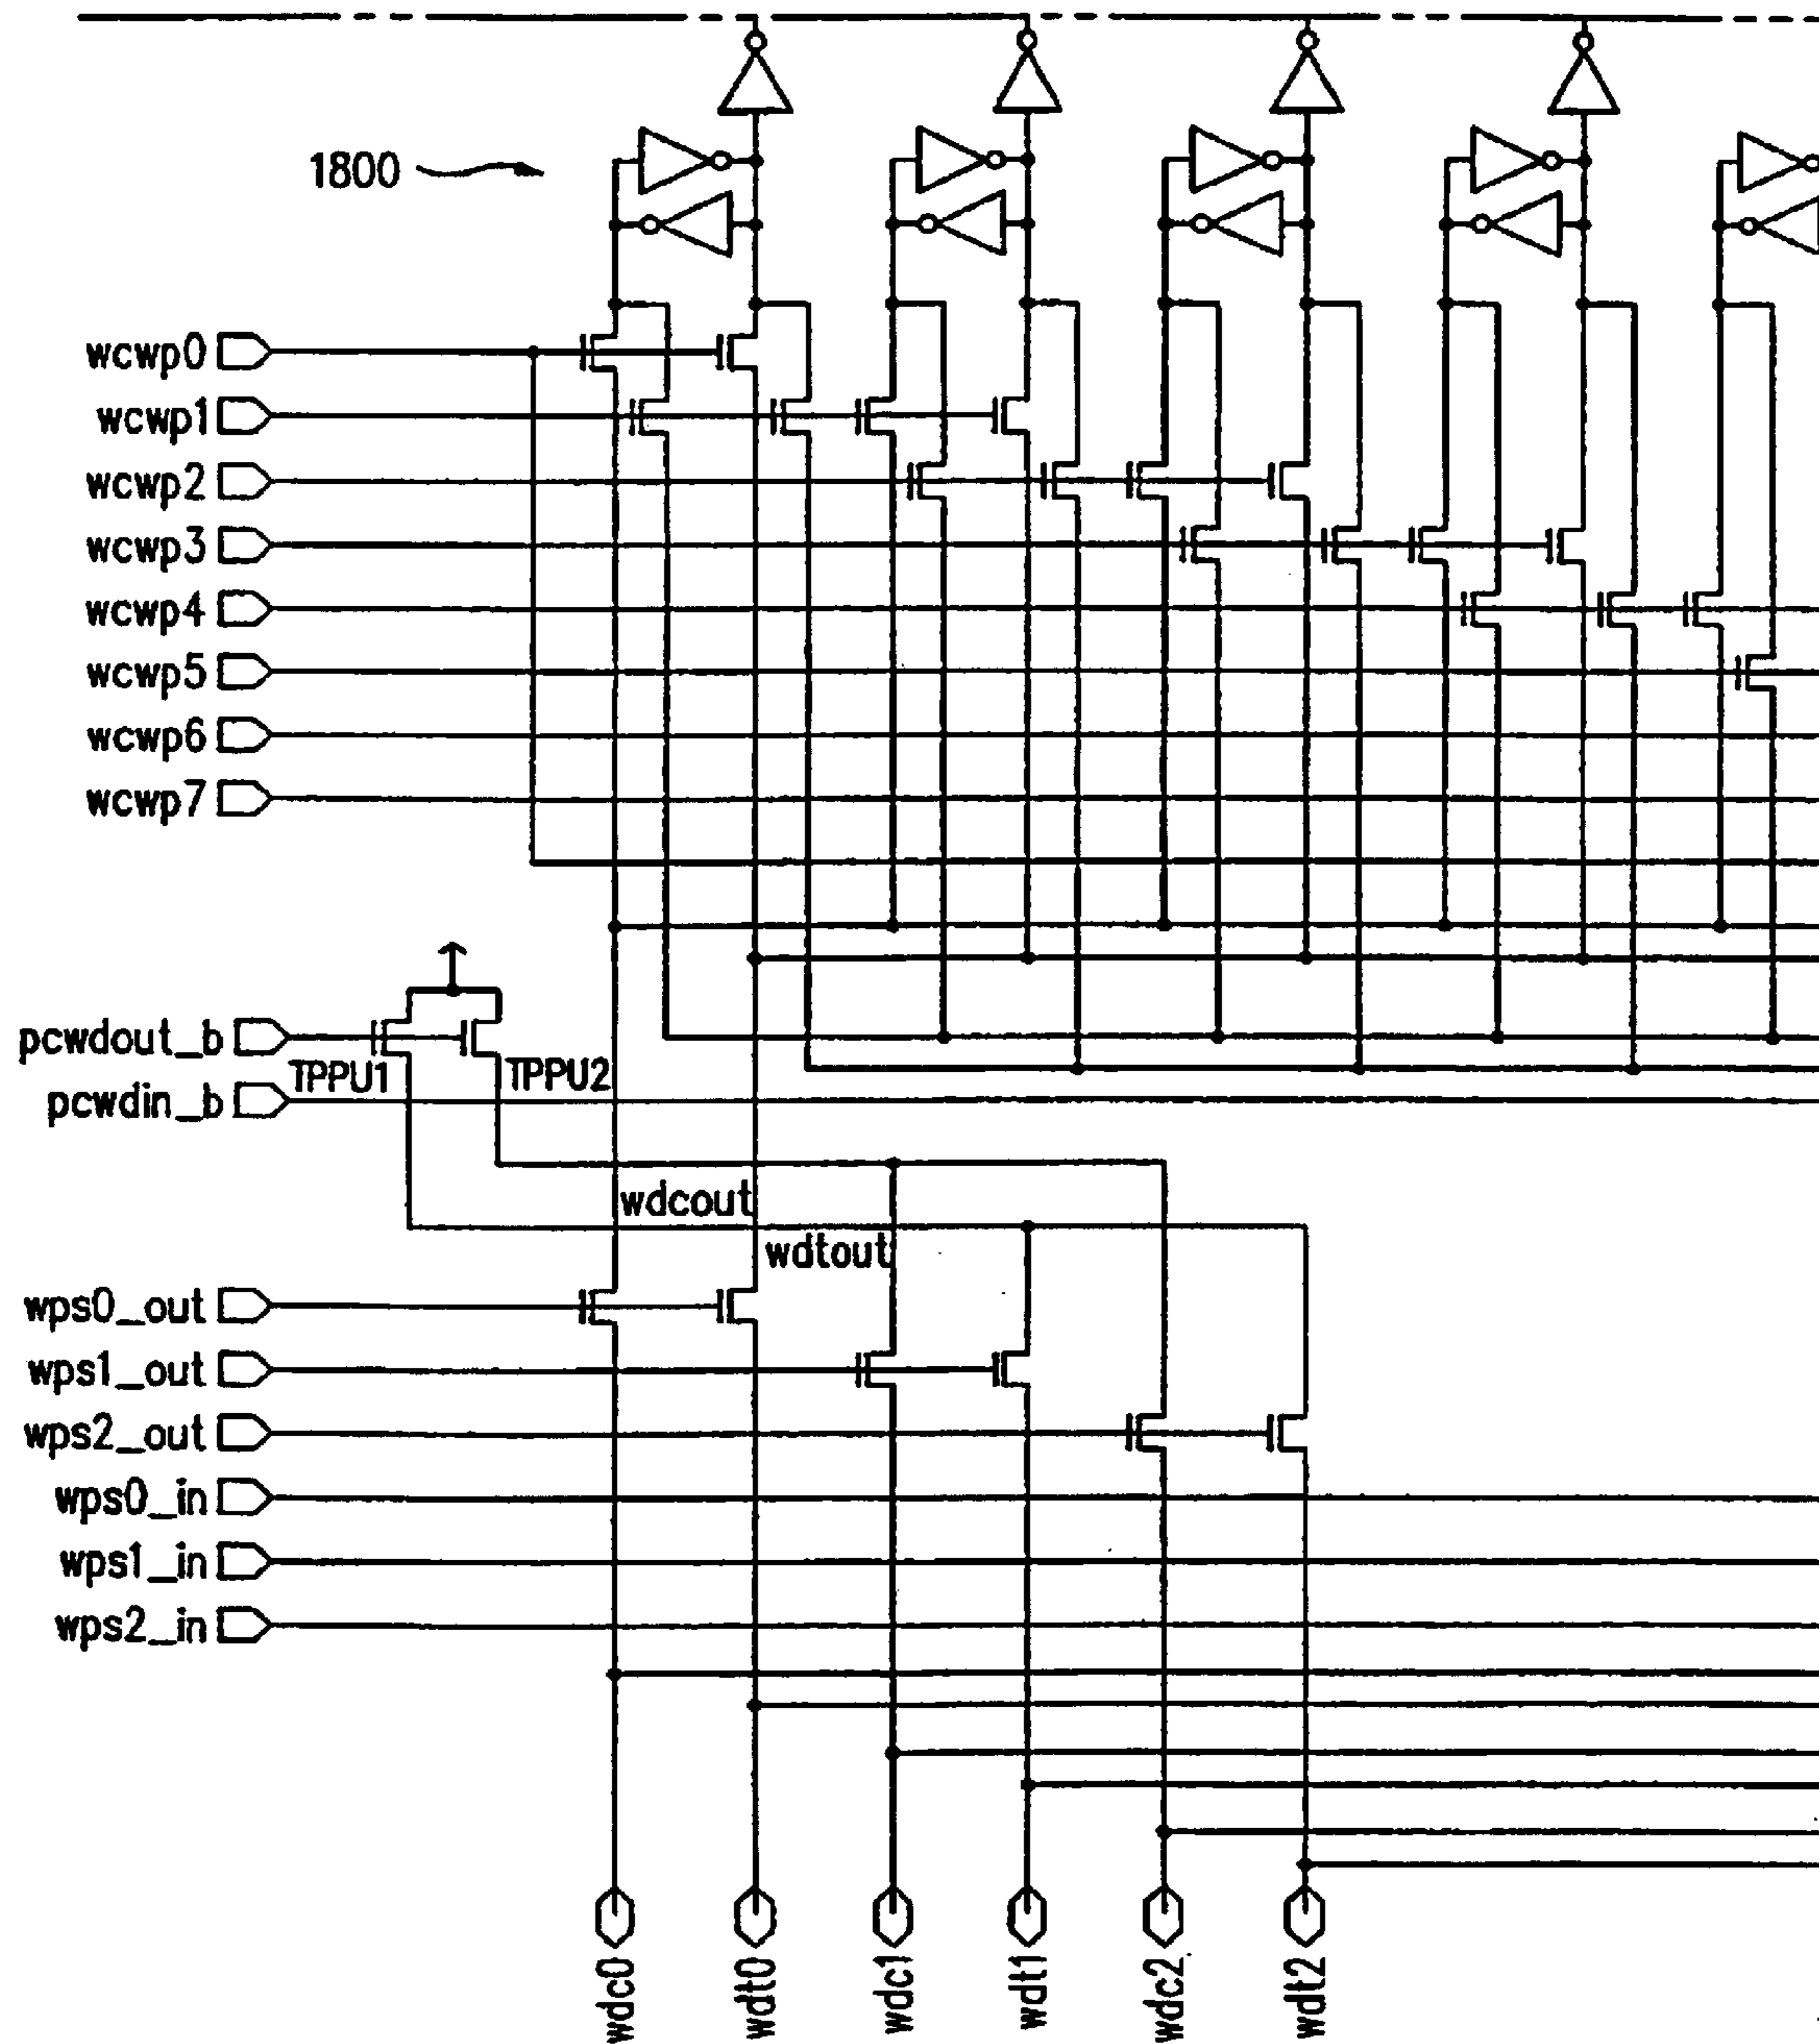 1800
wcwp0
wcwp1
wcwp2
wcwp3
wcwp4
wcwp5
wcwp6
wcwp7
pcwdout_b
TPPU1
TPPU2
pcwdin_b
wdcout
wdtout
wps0_out
wps1_out
wps2_out
wps0_in
wps1_in
wps2_in
wdc0
wdt0
wdc1
wdt1
wdc2
wdt2